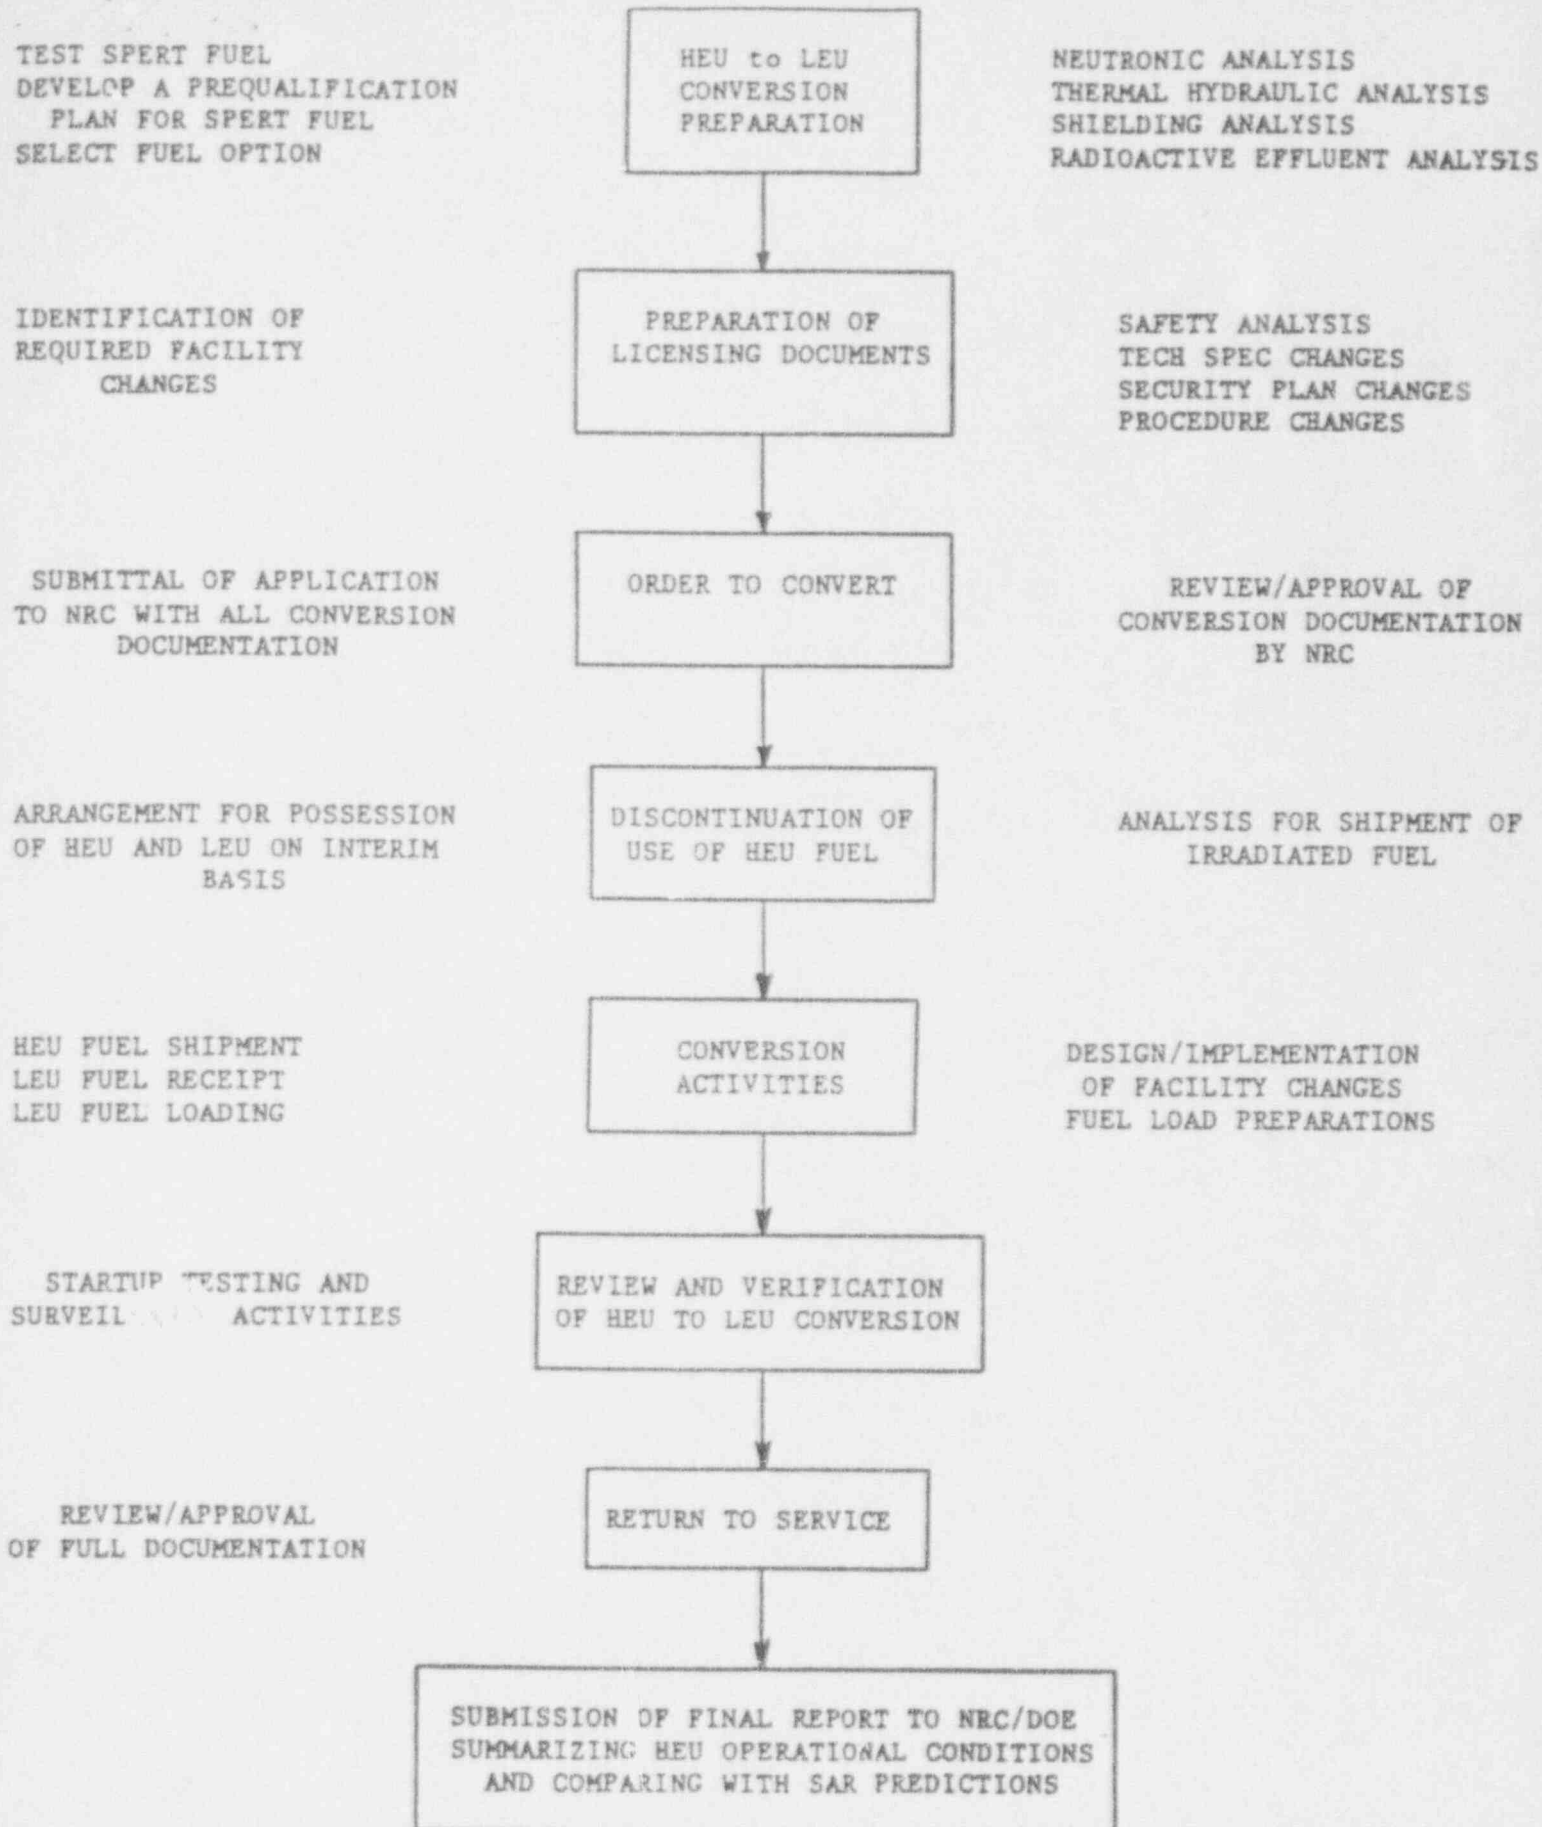 TEST SPERT FUEL
DEVELOP A PREQUALIFICATION
PLAN FOR SPERT FUEL
SELECT FUEL OPTION
HEU to LEU
CONVERSION
PREPARATION
NEUTRONIC ANALYSIS
THERMAL HYDRAULIC ANALYSIS
SHIELDING ANALYSIS
RADIOACTIVE EFFLUENT ANALYSIS
IDENTIFICATION OF
REQUIRED FACILITY
CHANGES
PREPARATION OF
LICENSING DOCUMENTS
SAFETY ANALYSIS
TECH SPEC CHANGES
SECURITY PLAN CHANGES
PROCEDURE CHANGES
SUBMITTAL OF APPLICATION
TO NRC WITH ALL CONVERSION
DOCUMENTATION
ORDER TO CONVERT
REVIEW/APPROVAL OF
CONVERSION DOCUMENTATION
BY NRC
ARRANGEMENT FOR POSSESSION
OF HEU AND LEU ON INTERIM
BASIS
DISCONTINUATION OF
USE OF HEU FUEL
ANALYSIS FOR SHIPMENT OF
IRRADIATED FUEL
HEU FUEL SHIPMENT
LEU FUEL RECEIPT
LEU FUEL LOADING
CONVERSION
ACTIVITIES
DESIGN/IMPLEMENTATION
OF FACILITY CHANGES
FUEL LOAD PREPARATIONS
STARTUP TESTING AND
SURVEIL ACTIVITIES
REVIEW AND VERIFICATION
OF HEU TO LEU CONVERSION
REVIEW/APPROVAL
OF FULL DOCUMENTATION
RETURN TO SERVICE
SUBMISSION OF FINAL REPORT TO NRC/DOE
SUMMARIZING HEU OPERATIONAL CONDITIONS
AND COMPARING WITH SAR PREDICTIONS